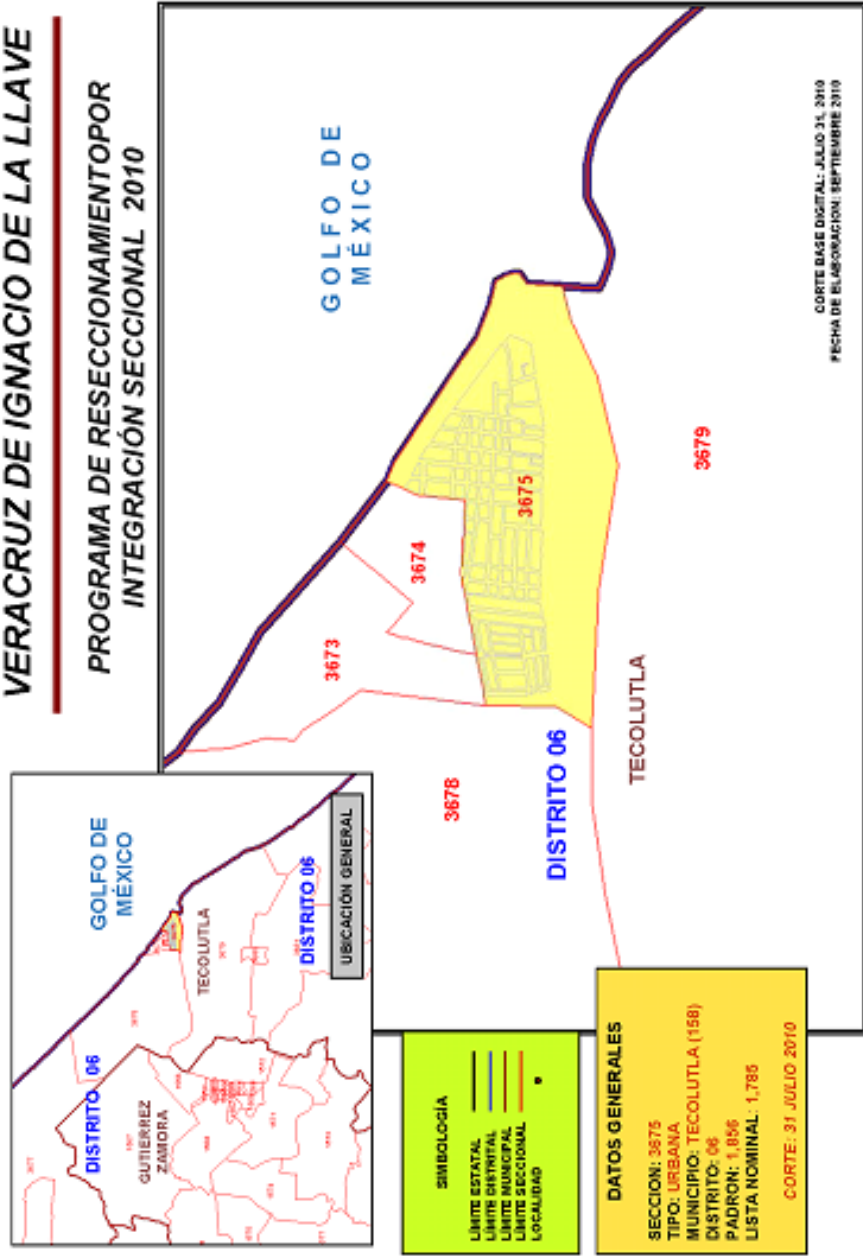 VERACRUZ DE IGNACIO DE LA LLAVE
PROGRAMA DE RESECCIONAMIENTOPOR
INTEGRACIÓN SECCIONAL 2010
GOLFO DE
MÉXICO
DISTRITO 06
GUTIERREZ
ZAMORA
TECOLUTLA
DISTRITO 06
UBICACIÓN GENERAL
GOLFO DE
MÉXICO
3673
3674
3675
3678
DISTRITO 06
TECOLUTLA
3679
CORTE BASE DIGITAL: JULIO 31, 2010
FECHA DE ELABORACION: SEPTIEMBRE 2010
SIMBOLOGÍA
LÍMITE ESTATAL
LÍMITE DISTRITAL
LÍMITE MUNICIPAL
LÍMITE SECCIONAL
LOCALIDAD
DATOS GENERALES
SECCION: 3675
TIPO: URBANA
MUNICIPIO: TECOLUTLA (158)
DISTRITO: 06
PADRON: 1,856
LISTA NOMINAL: 1,785
CORTE: 31 JULIO 2010